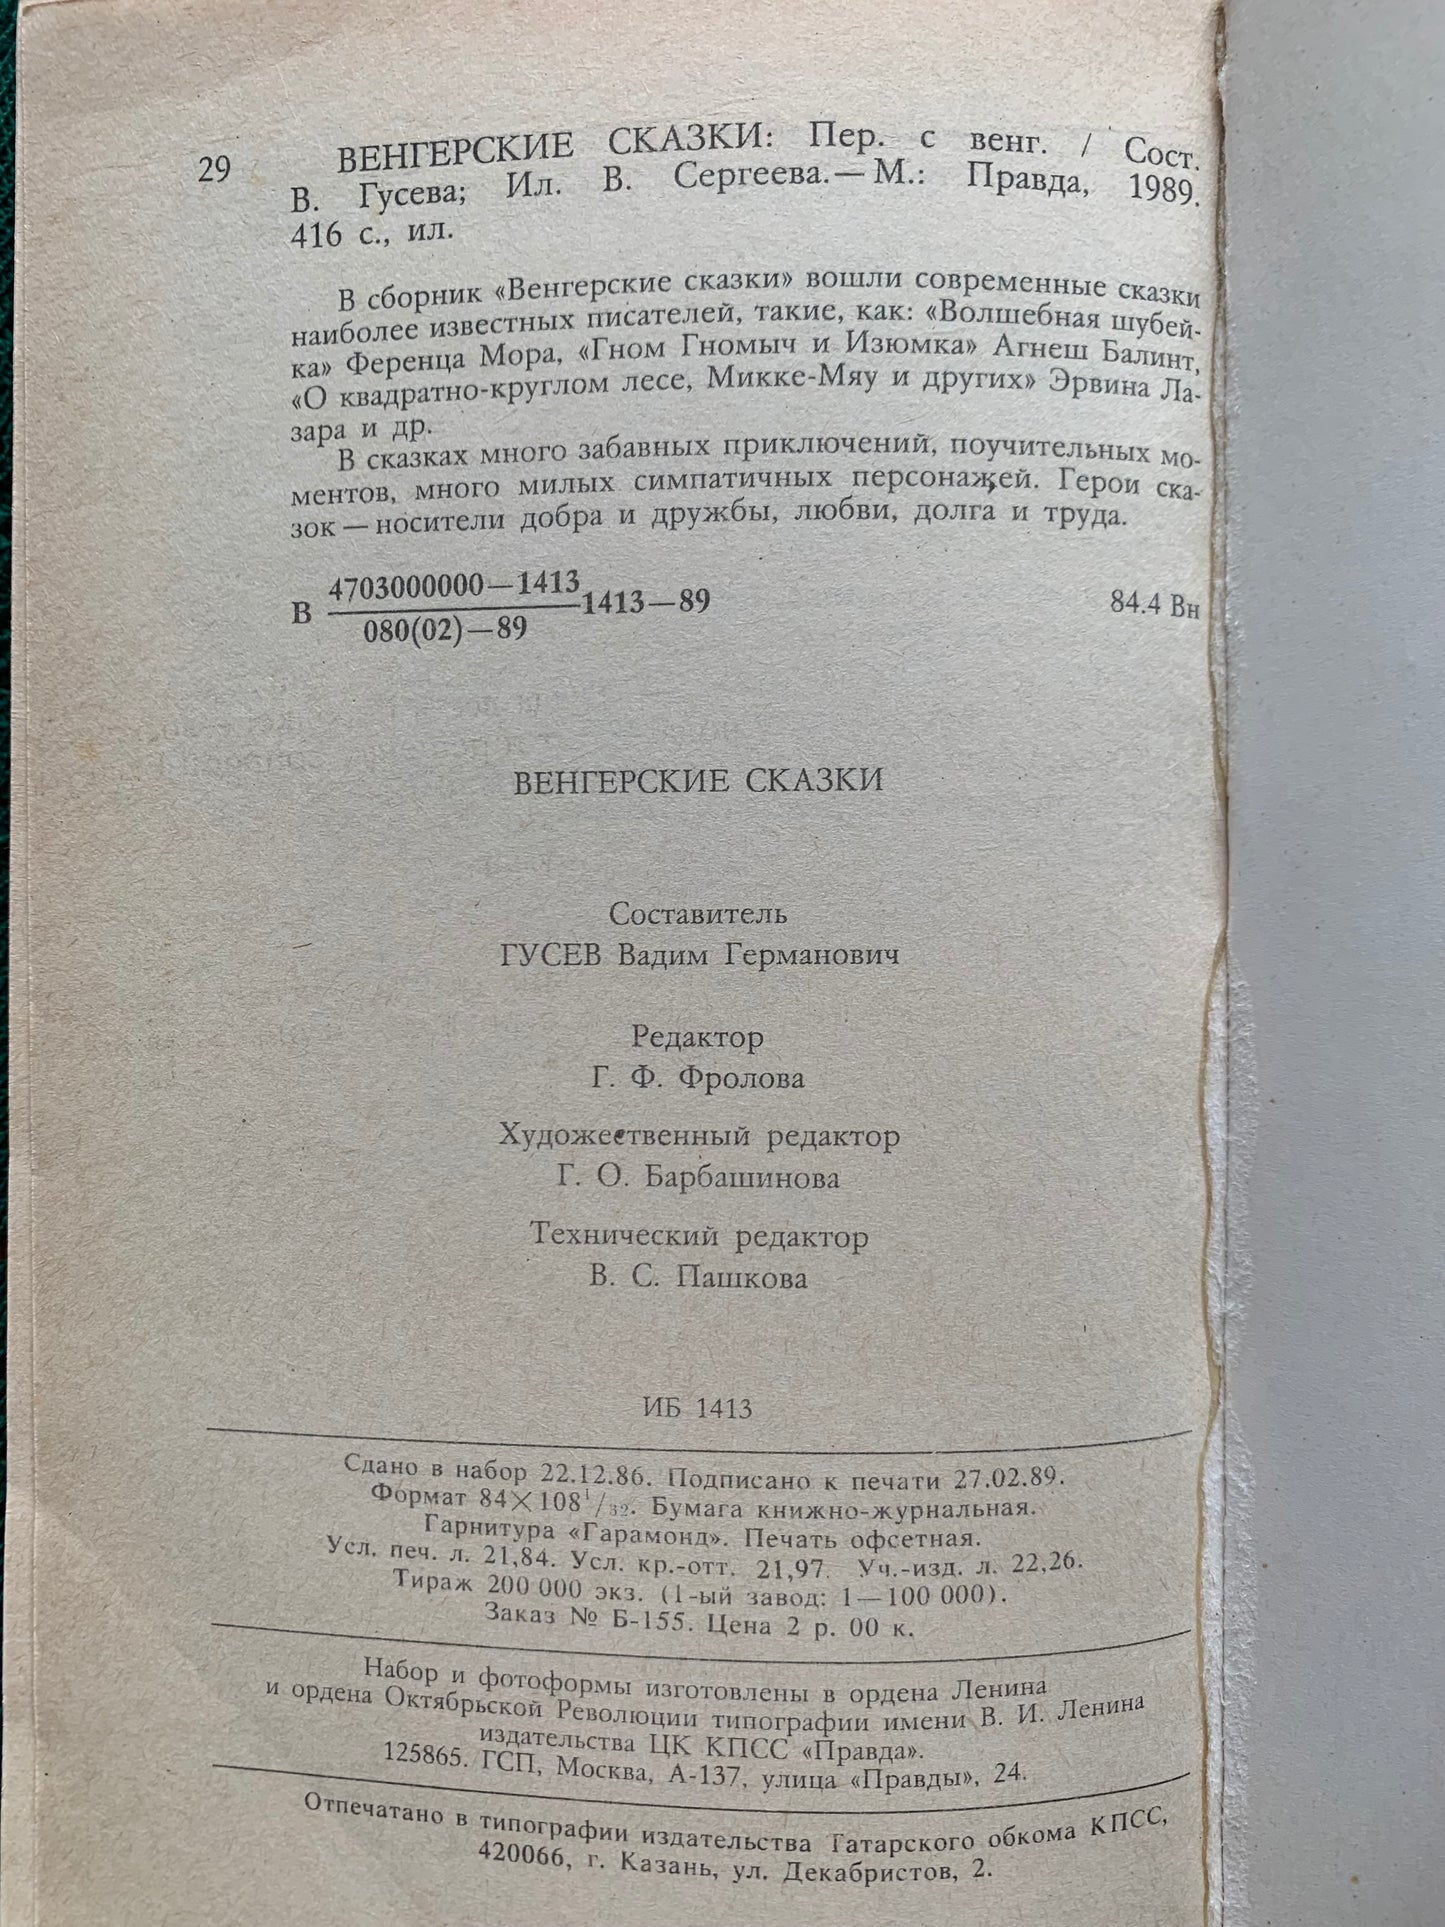 29
ВЕНГЕРСКИЕ СКАЗКИ: Пер. с венг. / Сост.
В. Гусева; Ил. В. Сергеева.— М.: Правда, 1989.
416 с., ил.
В сборник «Венгерские сказки» вошли современные сказки
наиболее известных писателей, такие, как: «Волшебная шубей-
ка» Ференца Мора, «Гном Гномыч и Изюмка» Агнеш Балинт,
«О квадратно-круглом лесе, Микке-Мяу и других» Эрвина Ла-
зара и др.
В сказках много забавных приключений, поучительных мо-
ментов, много милых симпатичных персонажей. Герои ска-
зок — носители добра и дружбы, любви, долга и труда.
4703000000—1413
В 1413—89 84.4 Вн
080(02)—89
ВЕНГЕРСКИЕ СКАЗКИ
Составитель
ГУСЕВ Вадим Германович
Редактор
Г. Ф. Фролова
Художественный редактор
Г. О. Барбашинова
Технический редактор
В. С. Пашкова
ИБ 1413
Сдано в набор 22.12.86. Подписано к печати 27.02.89.
Формат 84×108 1/32. Бумага книжно-журнальная.
Гарнитура «Гарамонд». Печать офсетная.
Усл. печ. л. 21,84. Усл. кр.-отт. 21,97. Уч.-изд. л. 22,26.
Тираж 200 000 экз. (1-ый завод: 1—100 000).
Заказ № Б-155. Цена 2 р. 00 к.
Набор и фотоформы изготовлены в ордена Ленина
и ордена Октябрьской Революции типографии имени В. И. Ленина
издательства ЦК КПСС «Правда».
125865. ГСП, Москва, А-137, улица «Правды», 24.
Отпечатано в типографии издательства Татарского обкома КПСС,
420066, г. Казань, ул. Декабристов, 2.